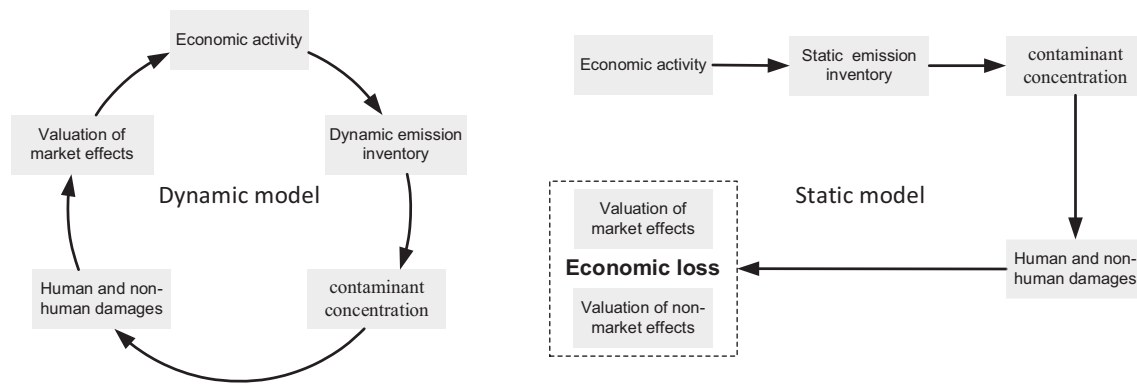 Economic activity
Dynamic emission
inventory
contaminant
concentration
Human and non-
human damages
Valuation of
market effects
Dynamic model
Economic activity
Static emission
inventory
contaminant
concentration
Human and non-
human damages
Static model
Valuation of
market effects
Economic loss
Valuation of non-
market effects